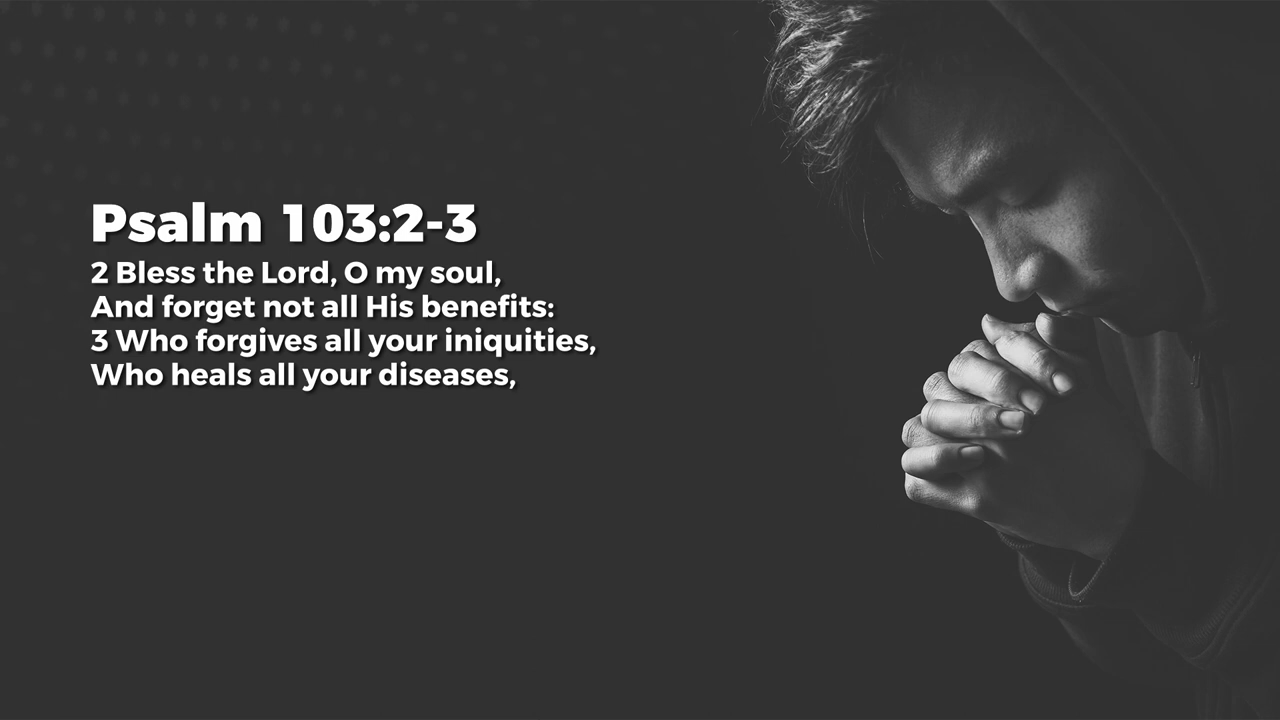 Psalm 103:2-3
2 Bless the Lord, O my soul,
And forget not all His benefits:
3 Who forgives all your iniquities,
Who heals all your diseases,